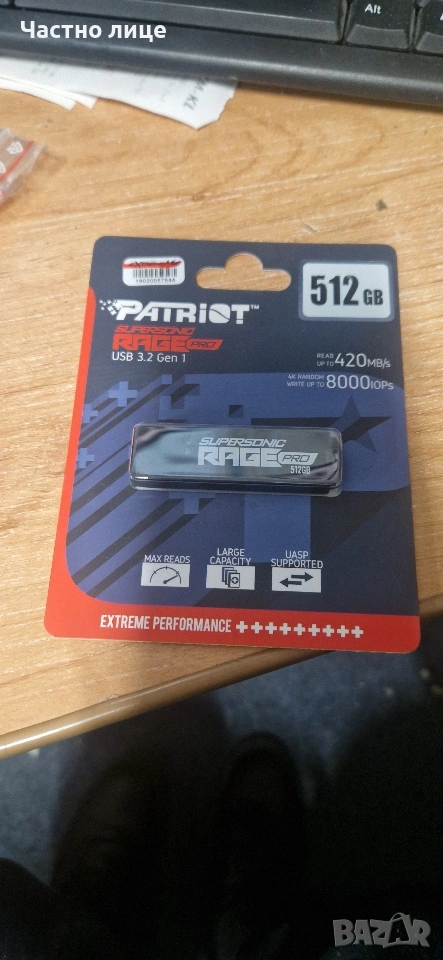 Частно лице
Alt
512 GB
PATRIOT™
SUPERSONIC
RAGE PRO
USB 3.2 Gen 1
READ
UP TO 420MB/s
4K RANDOM
WRITE UP TO 8000IOPs
SUPERSONIC
RAGE PRO
512GB
MAX READS
LARGE
CAPACITY
UASP
SUPPORTED
EXTREME PERFORMANCE +++++++++
BAZAR